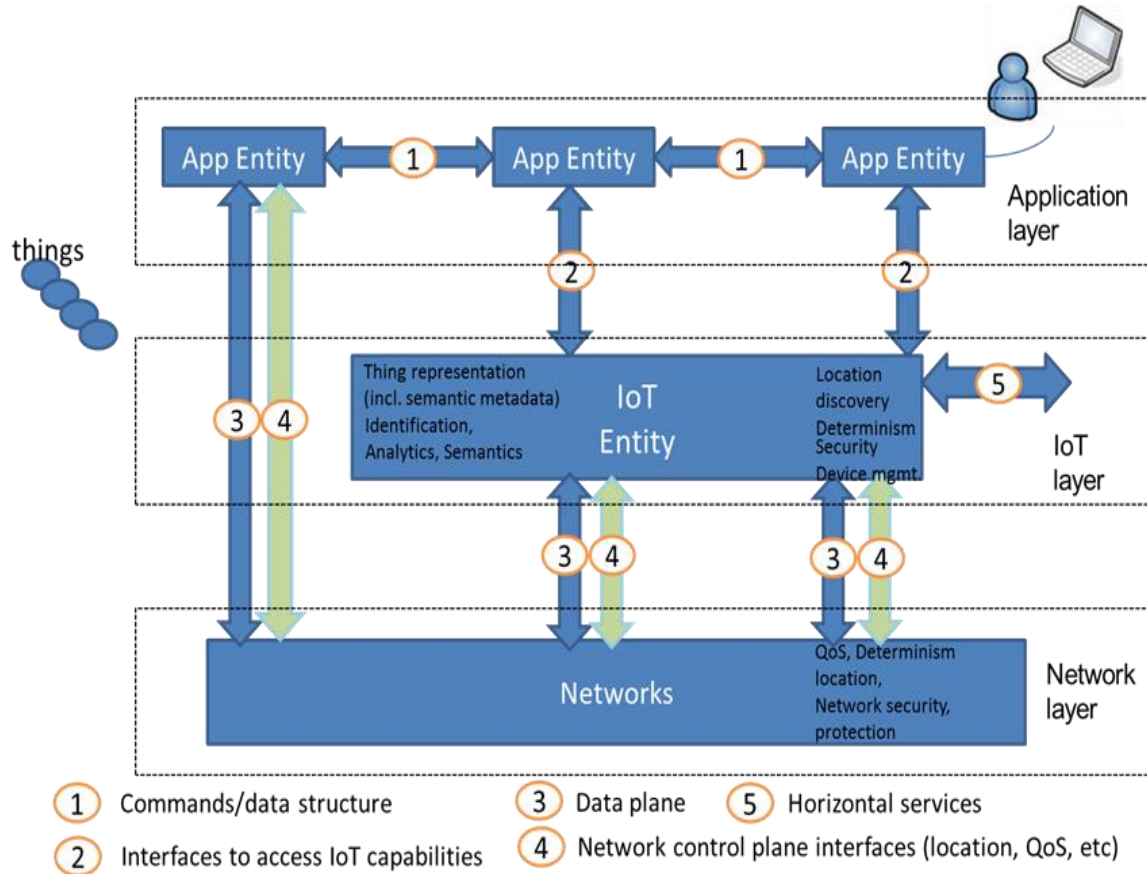 App Entity
1
App Entity
1
App Entity
Application
layer
things
2
2
Thing representation
(incl. semantic metadata)
Identification,
Analytics, Semantics
IoT
Entity
Location
discovery
Determinism
Security
Device mgmt.
5
IoT
layer
3
4
3
4
3
4
Networks
QoS, Determinism
location,
Network security,
protection
Network
layer
1 Commands/data structure
3 Data plane
5 Horizontal services
2 Interfaces to access IoT capabilities
4 Network control plane interfaces (location, QoS, etc)